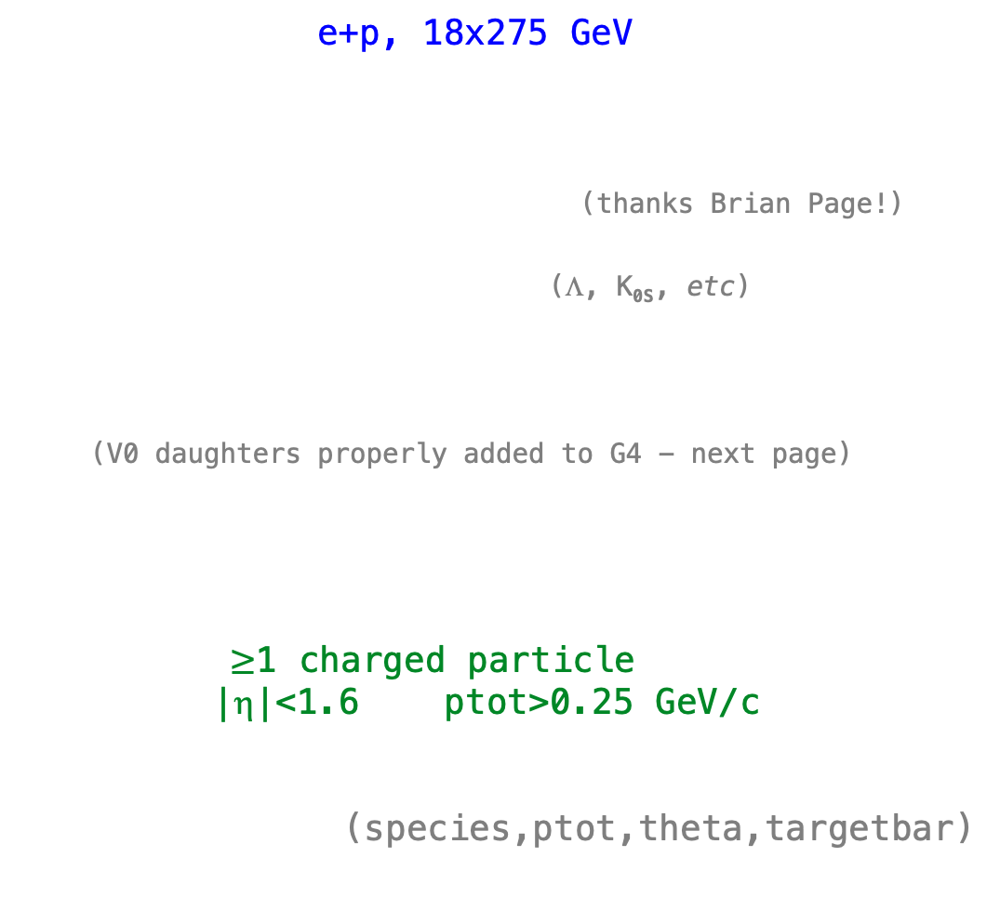 e+p, 18x275 GeV
(thanks Brian Page!)
(Λ, K0S, etc)
(V0 daughters properly added to G4 – next page)
≥1 charged particle
|η|<1.6 ptot>0.25 GeV/c
(species,ptot,theta,targetbar)